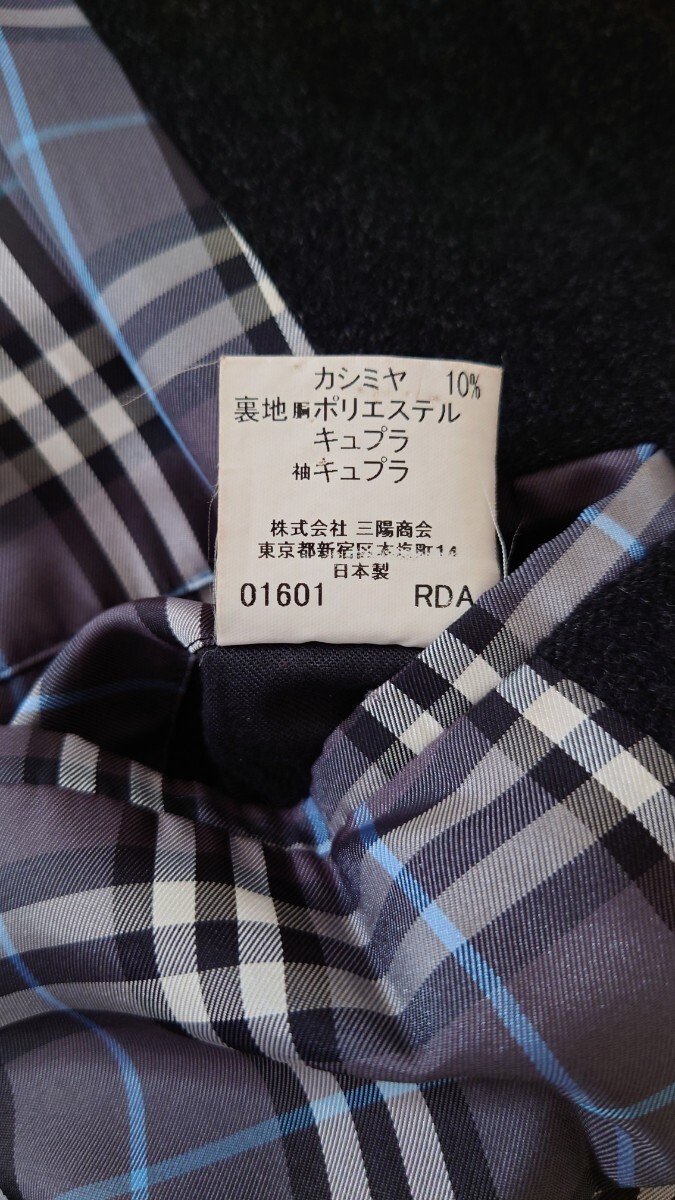 カシミヤ 10%
裏地 胴ポリエステル
キュプラ
袖キュプラ
株式会社 三陽商会
東京都新宿区本塩町14
日本製
01601 RDA